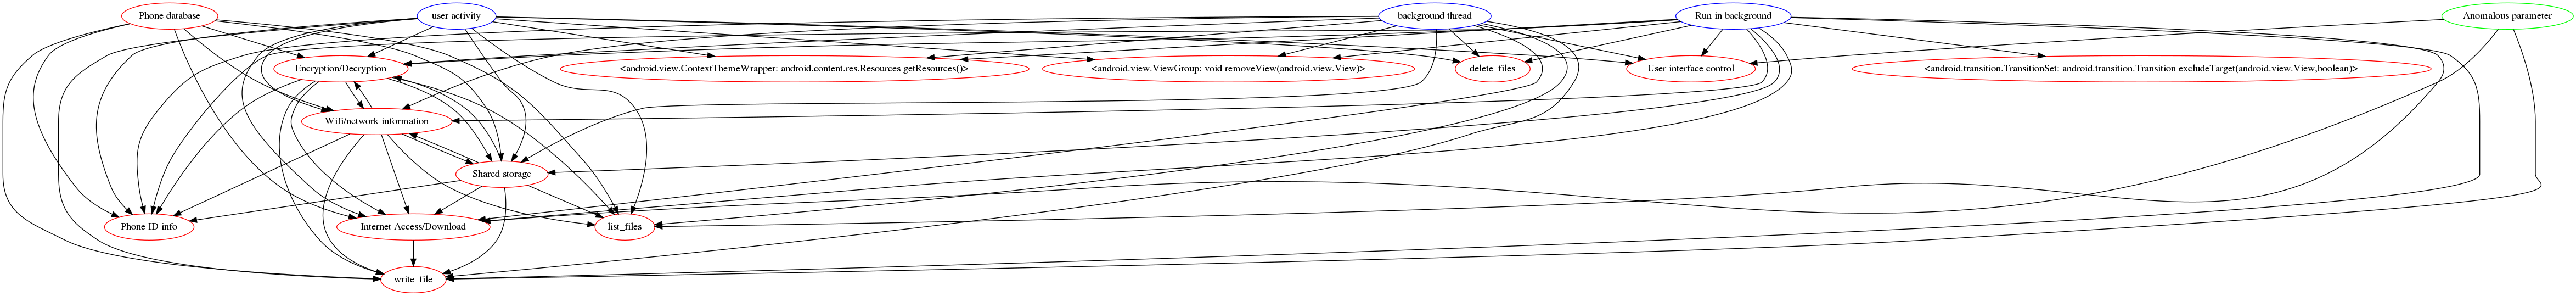 Phone database
user activity
background thread
Run in background
Anomalous parameter
Encryption/Decryption
<android.view.ContextThemeWrapper: android.content.res.Resources getResources()>
<android.view.ViewGroup: void removeView(android.view.View)>
delete_files
User interface control
<android.transition.TransitionSet: android.transition.Transition excludeTarget(android.view.View,boolean)>
Wifi/network information
Shared storage
Phone ID info
Internet Access/Download
list_files
write_file